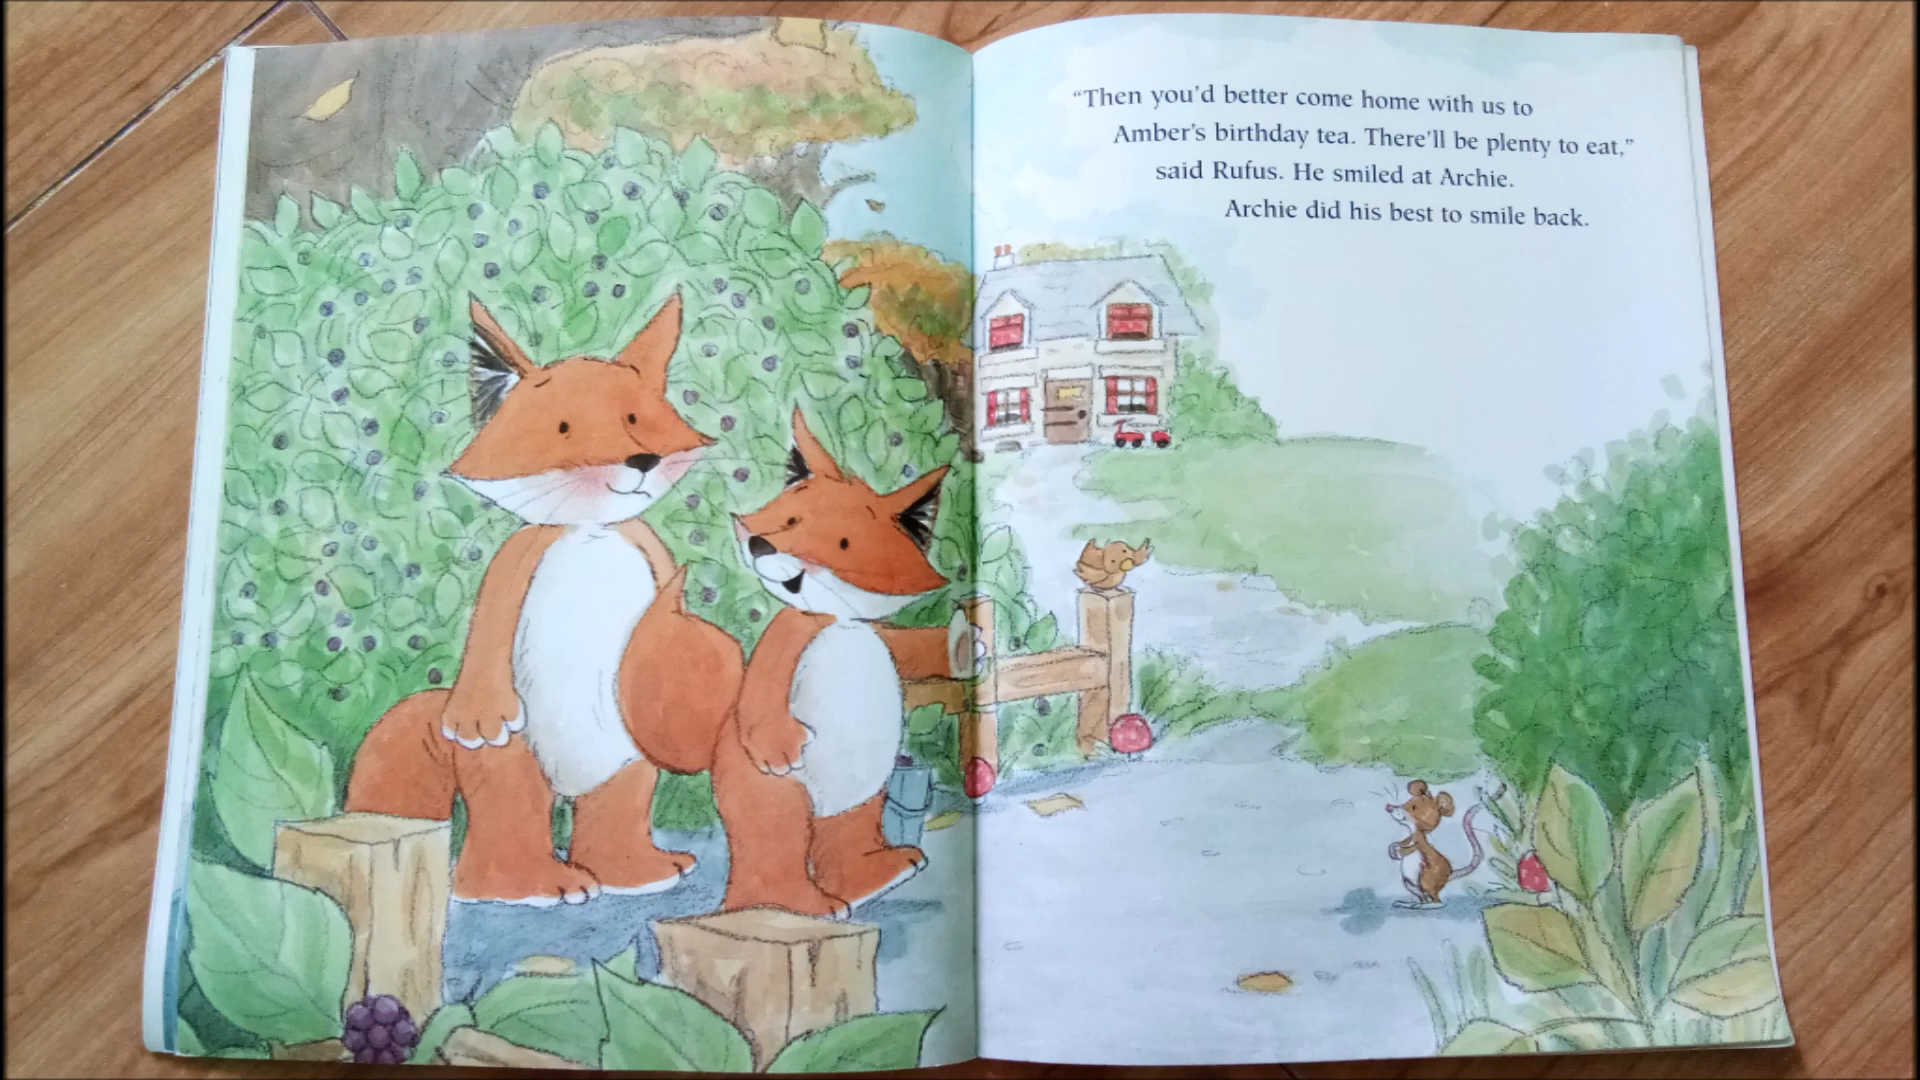 “Then you’d better come home with us to
Amber’s birthday tea. There’ll be plenty to eat,”
said Rufus. He smiled at Archie.
Archie did his best to smile back.